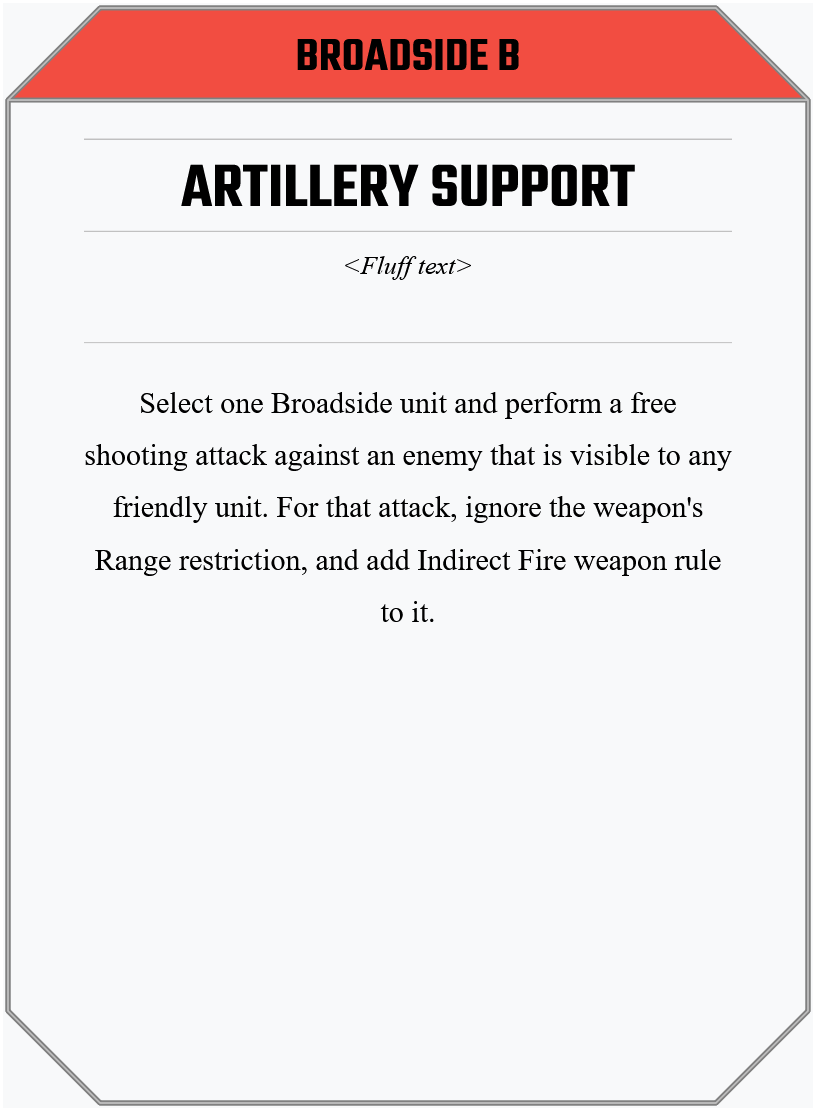 BROADSIDE B
ARTILLERY SUPPORT
<Fluff text>
Select one Broadside unit and perform a free
shooting attack against an enemy that is visible to any
friendly unit. For that attack, ignore the weapon's
Range restriction, and add Indirect Fire weapon rule
to it.